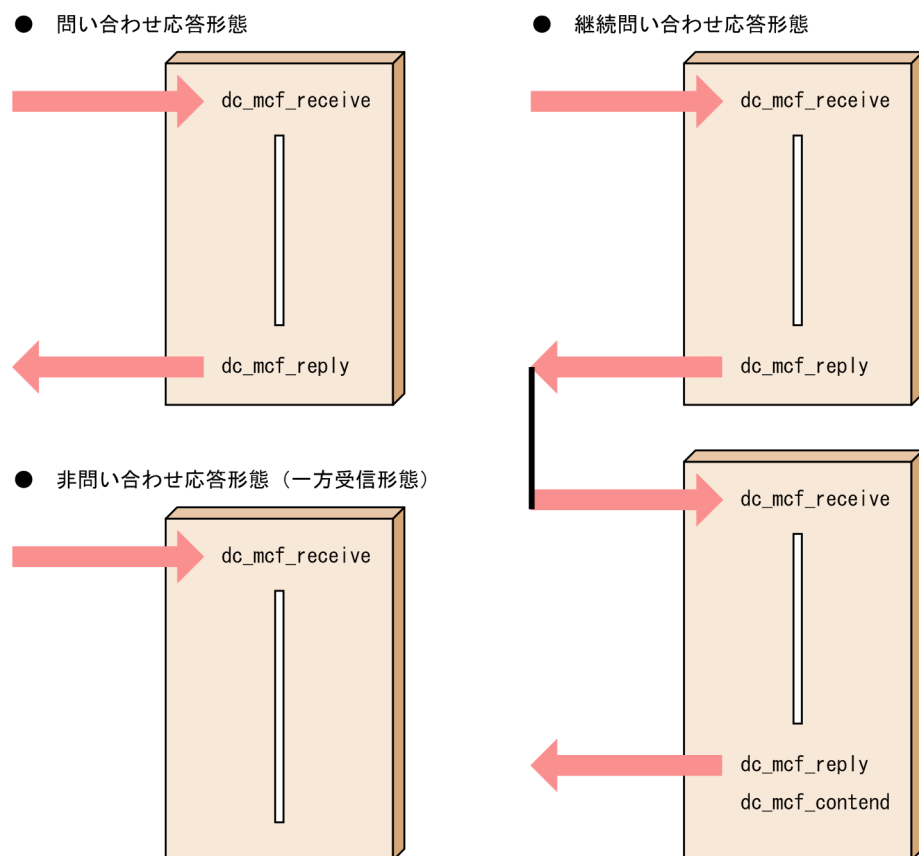 ● 問い合わせ応答形態
dc_mcf_receive
dc_mcf_reply
● 非問い合わせ応答形態（一方受信形態）
dc_mcf_receive
● 継続問い合わせ応答形態
dc_mcf_receive
dc_mcf_reply
dc_mcf_receive
dc_mcf_reply
dc_mcf_contend